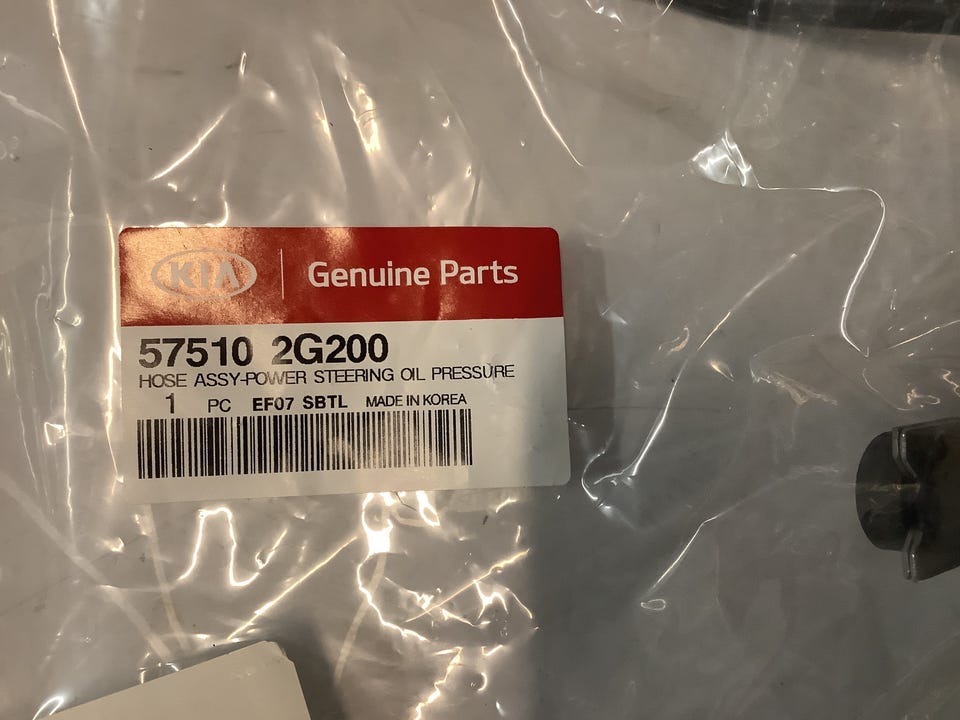 KIA Genuine Parts
57510 2G200
HOSE ASSY-POWER STEERING OIL PRESSURE
1 PC EF07 SBTL MADE IN KOREA